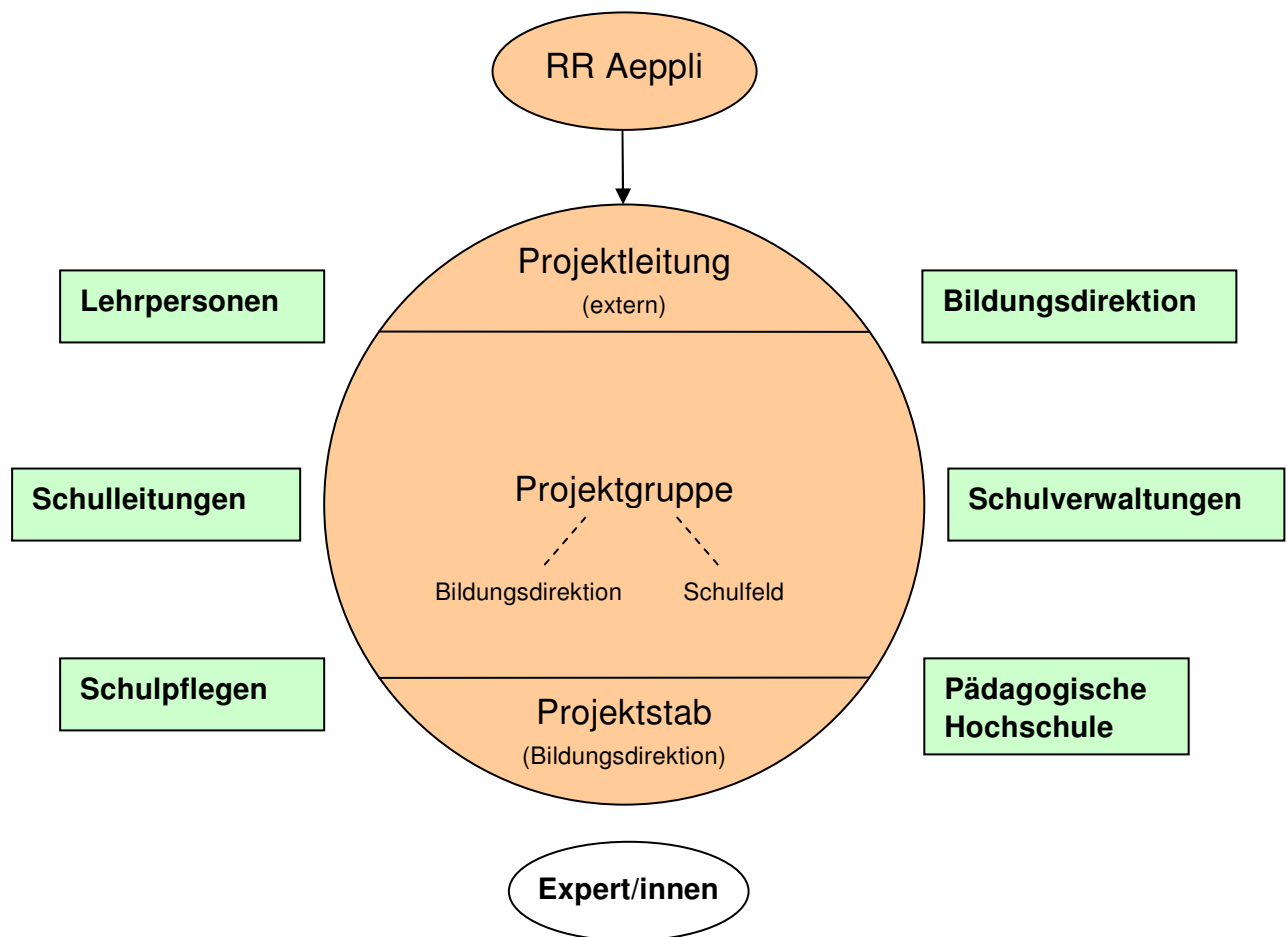 RR Aeppli
Projektleitung
(extern)
Lehrpersonen
Bildungsdirektion
Schulleitungen
Projektgruppe
Schulverwaltungen
Bildungsdirektion
Schulfeld
Schulpflegen
Projektstab
(Bildungsdirektion)
Pädagogische
Hochschule
Expert/innen